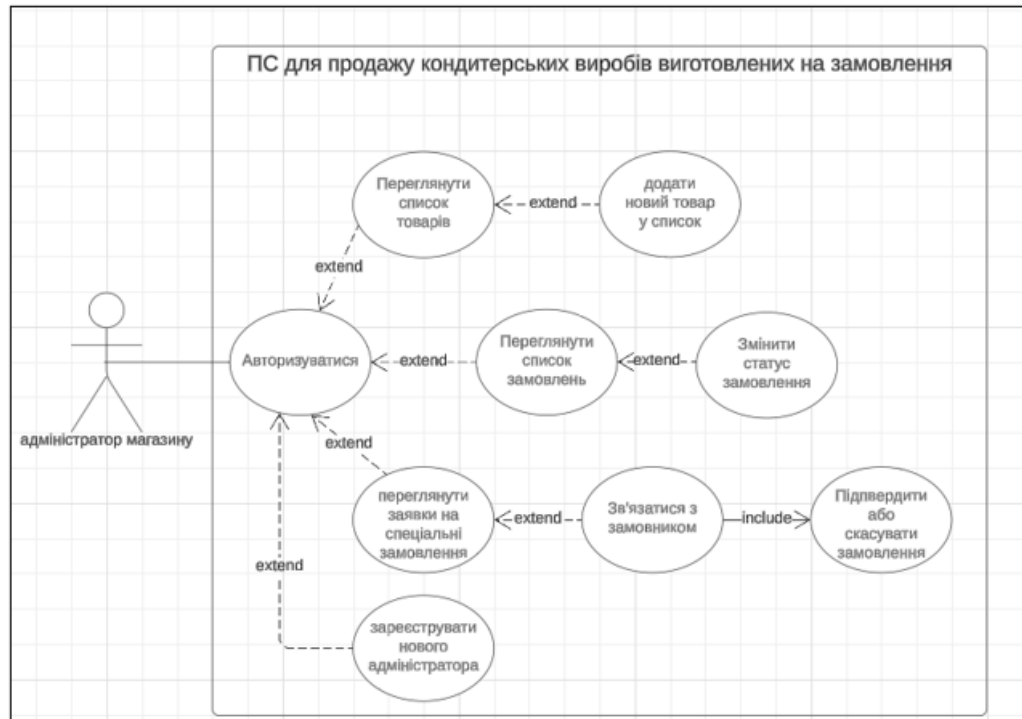 ПС для продажу кондитерських виробів виготовлених на замовлення
Переглянути
список
товарів
extend
додати
новий товар
у список
extend
Авторизуватися
extend
Переглянути
список
замовлень
extend
Змінити
статус
замовлення
адміністратор магазину
extend
переглянути
заявки на
спеціальні
замовлення
extend
Зв'язатися з
замовником
include
Підпвердити
або
скасувати
замовлення
extend
зареєструвати
нового
адміністратора